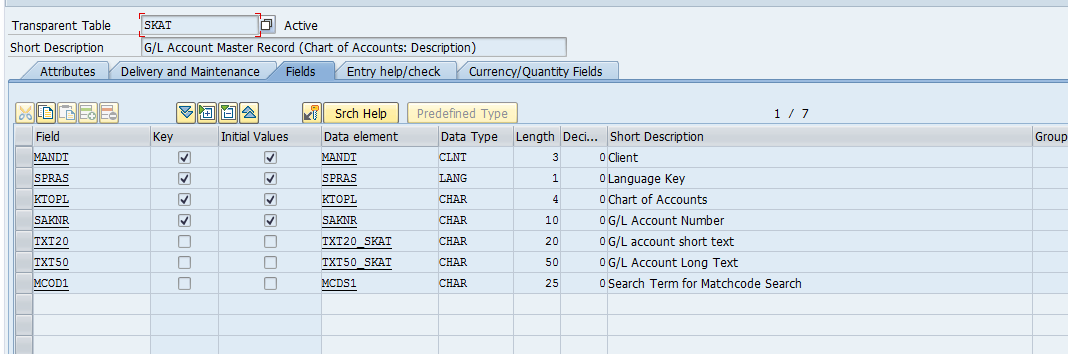 Transparent Table SKAT Active
Short Description G/L Account Master Record (Chart of Accounts: Description)
Attributes Delivery and Maintenance Fields Entry help/check Currency/Quantity Fields
Srch Help Predefined Type 1 / 7
Field Key Initial Values Data element Data Type Length Deci... Short Description Group
MANDT MANDT CLNT 3 0 Client
SPRAS SPRAS LANG 1 0 Language Key
KTOPL KTOPL CHAR 4 0 Chart of Accounts
SAKNR SAKNR CHAR 10 0 G/L Account Number
TXT20 TXT20_SKAT CHAR 20 0 G/L account short text
TXT50 TXT50_SKAT CHAR 50 0 G/L Account Long Text
MCOD1 MCDS1 CHAR 25 0 Search Term for Matchcode Search